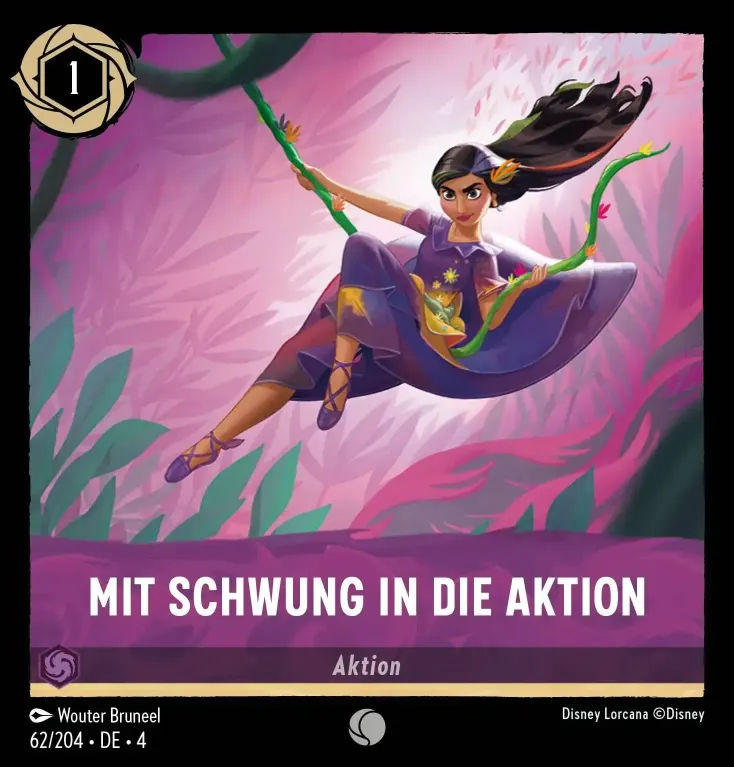 1
MIT SCHWUNG IN DIE AKTION
Aktion
Wouter Bruneel
Disney Lorcana ©Disney
62/204 • DE • 4